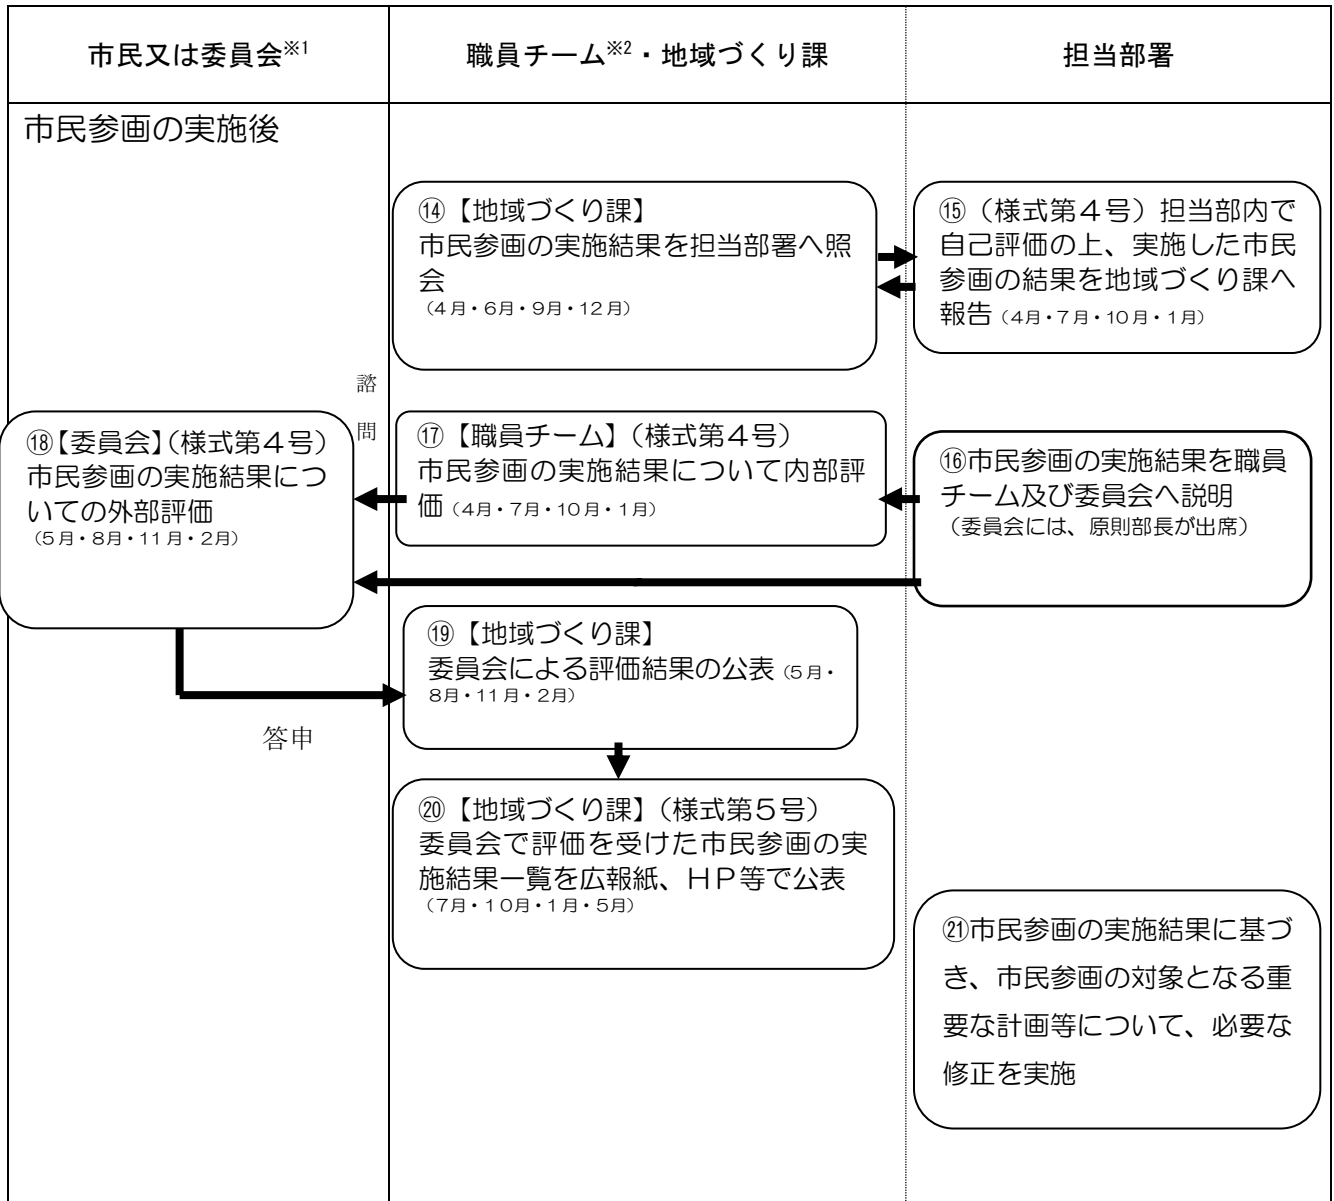 市民又は委員会※1
職員チーム※2・地域づくり課
担当部署
市民参画の実施後
⑭【地域づくり課】
市民参画の実施結果を担当部署へ照
会
（4月・6月・9月・12月）
⑮（様式第４号）担当部内で
自己評価の上、実施した市民
参画の結果を地域づくり課へ
報告（4月・7月・10月・1月）
諮
問
⑱【委員会】（様式第４号）
市民参画の実施結果につ
いての外部評価
（5月・8月・11月・2月）
⑰【職員チーム】（様式第４号）
市民参画の実施結果について内部評
価（4月・7月・10月・1月）
⑯市民参画の実施結果を職員
チーム及び委員会へ説明
（委員会には、原則部長が出席）
⑲【地域づくり課】
委員会による評価結果の公表（5月・
8月・11月・2月）
答申
⑳【地域づくり課】（様式第５号）
委員会で評価を受けた市民参画の実
施結果一覧を広報紙、ＨＰ等で公表
（7月・10月・1月・5月）
㉑市民参画の実施結果に基づ
き、市民参画の対象となる重
要な計画等について、必要な
修正を実施